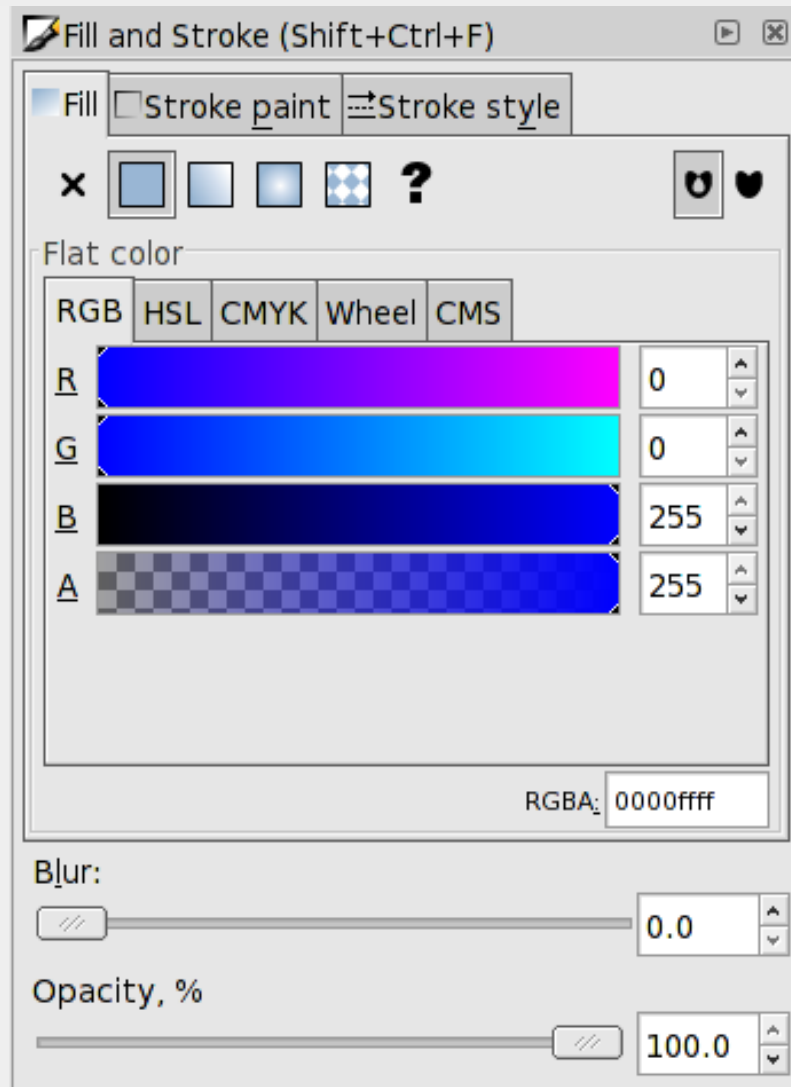 Fill and Stroke (Shift+Ctrl+F)
Fill Stroke paint Stroke style
?
Flat color
RGB HSL CMYK Wheel CMS
R 0
G 0
B 255
A 255
RGBA: 0000ffff
Blur:
0.0
Opacity, %
100.0